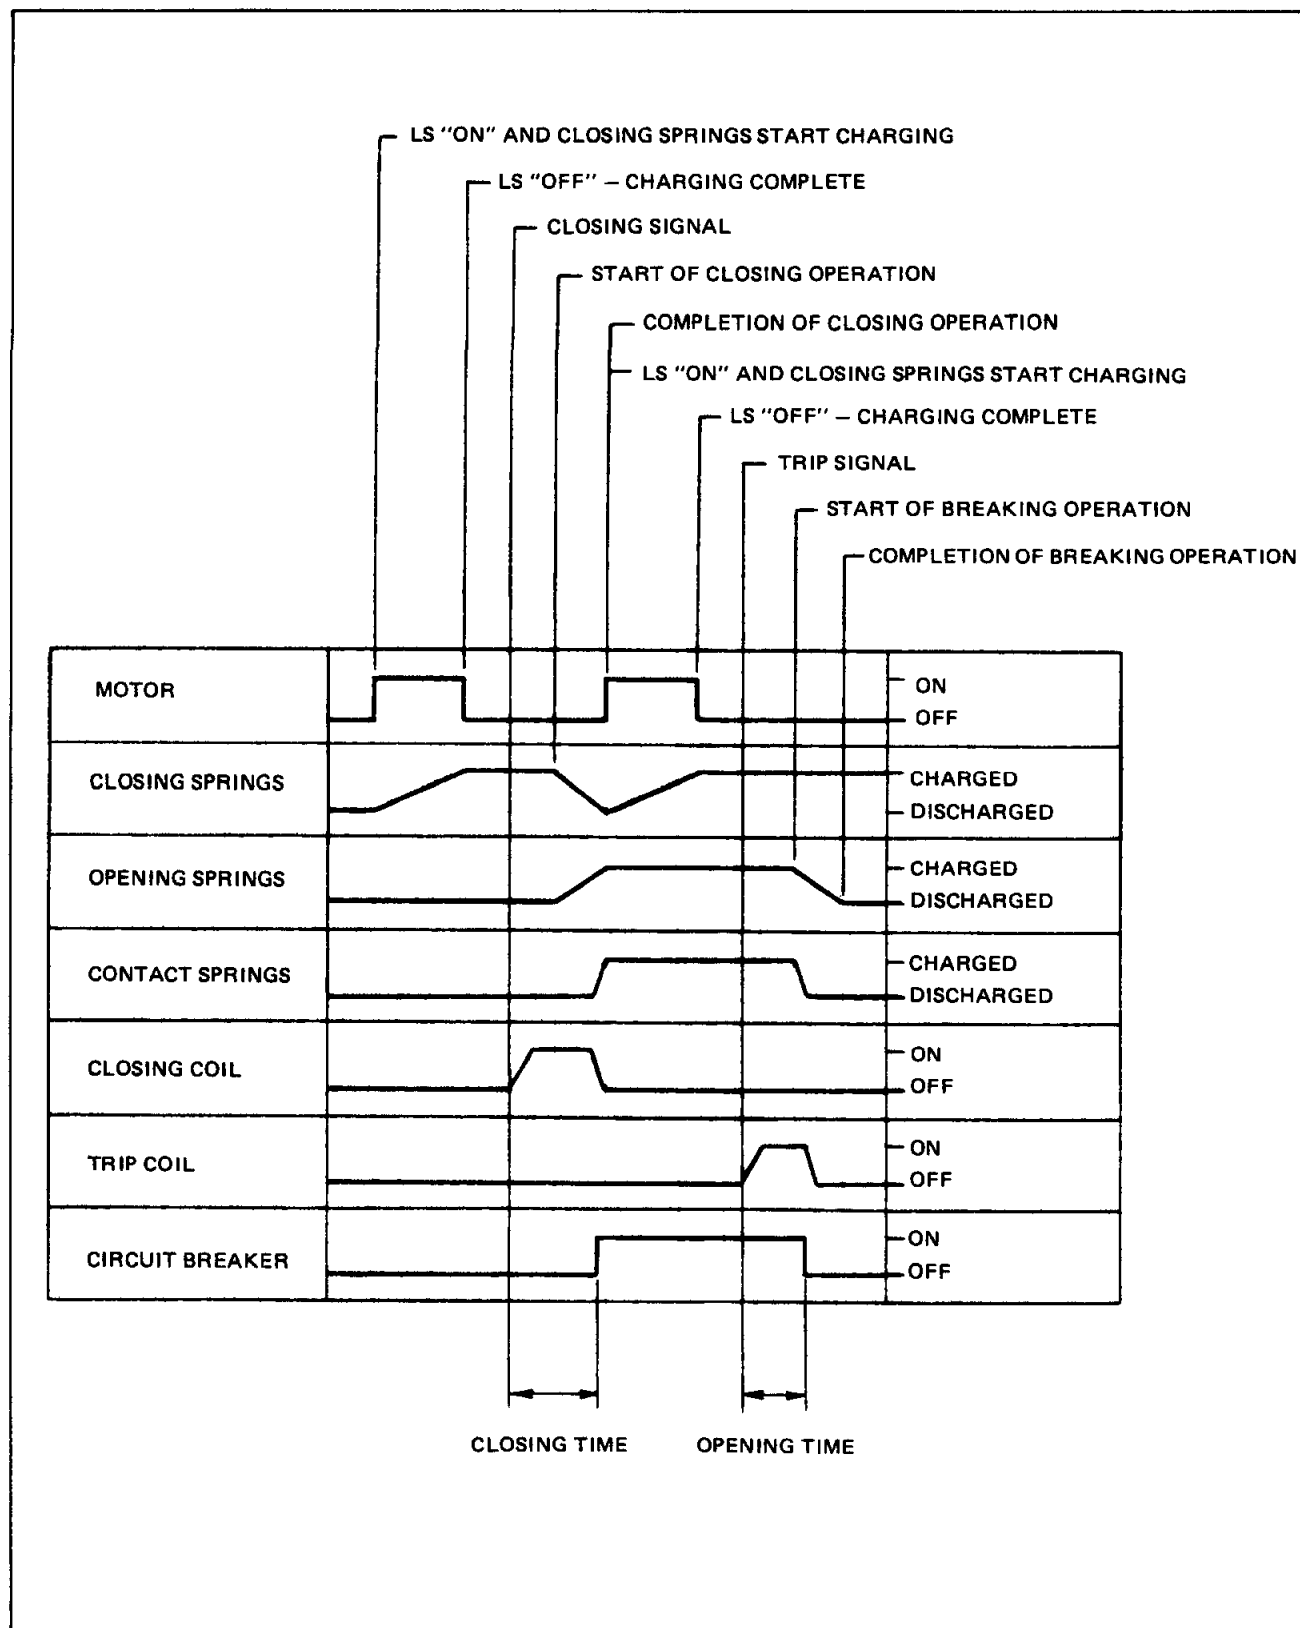 LS "ON" AND CLOSING SPRINGS START CHARGING
LS "OFF" – CHARGING COMPLETE
CLOSING SIGNAL
START OF CLOSING OPERATION
COMPLETION OF CLOSING OPERATION
LS "ON" AND CLOSING SPRINGS START CHARGING
LS "OFF" – CHARGING COMPLETE
TRIP SIGNAL
START OF BREAKING OPERATION
COMPLETION OF BREAKING OPERATION
MOTOR
ON
OFF
CLOSING SPRINGS
CHARGED
DISCHARGED
OPENING SPRINGS
CHARGED
DISCHARGED
CONTACT SPRINGS
CHARGED
DISCHARGED
CLOSING COIL
ON
OFF
TRIP COIL
ON
OFF
CIRCUIT BREAKER
ON
OFF
CLOSING TIME
OPENING TIME